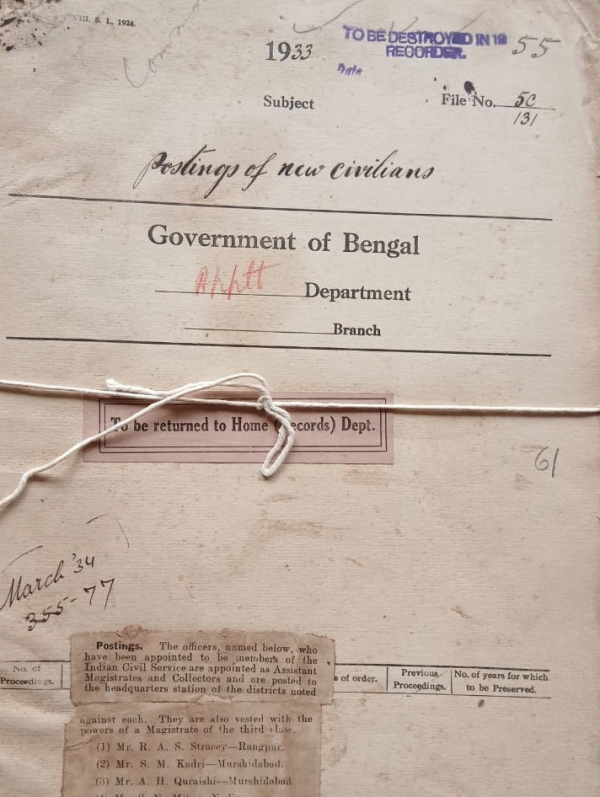 VIII. S. L., 1924.
TO BE DESTROYED IN 19
RECORDER.
Date
55
1933
Subject
File No. 5C
131
Postings of new civilians
Government of Bengal
Apptt Department
Branch
To be returned to Home (Records) Dept.
61
March '34
355-77
Postings. The officers, named below, who
have been appointed to be members of the
Indian Civil Service are appointed as Assistant
Magistrates and Collectors and are posted to
the headquarters station of the districts noted
No. of
Proceedings.
of order.
Previous
Proceedings.
No. of years for which
to be Preserved.
against each. They are also vested with the
powers of a Magistrate of the third class.
(1) Mr. R. A. S. Stracey—Rangpur.
(2) Mr. S. M. Kadri—Murshidabad.
(3) Mr. A. H. Quraishi—Murshidabad